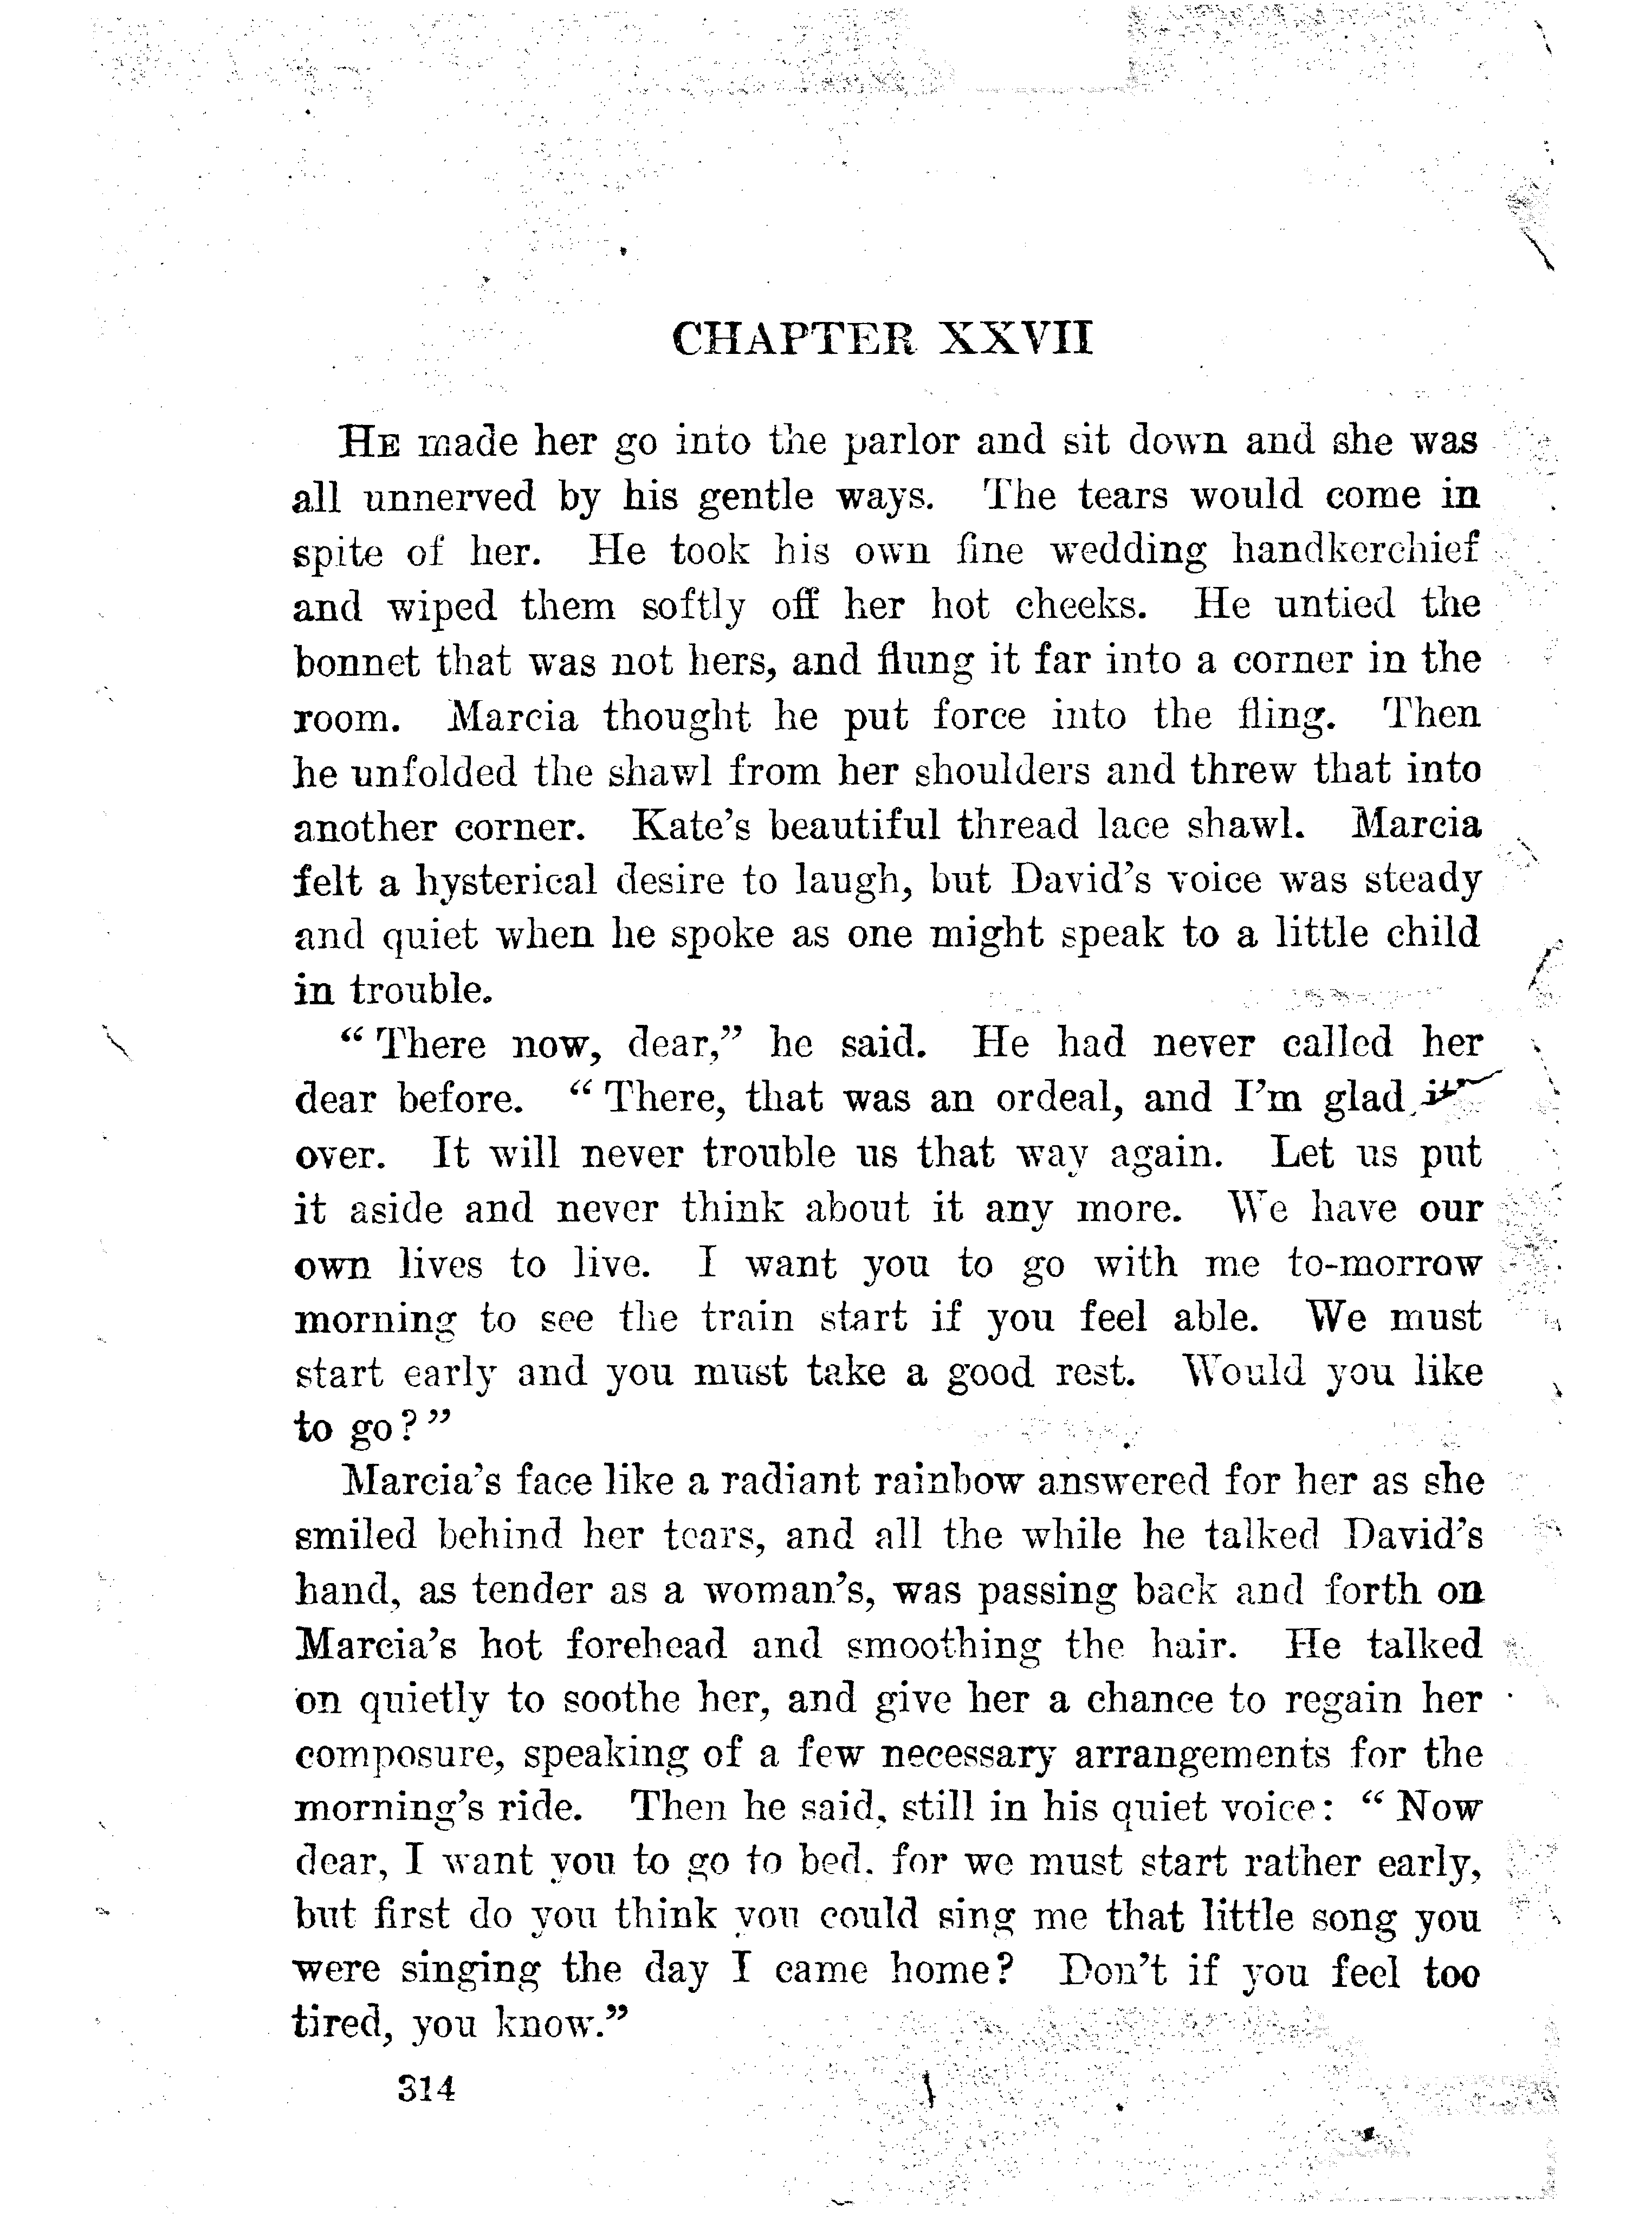 CHAPTER XXVII
HE made her go into the parlor and sit down and she was
all unnerved by his gentle ways. The tears would come in
spite of her. He took his own fine wedding handkerchief
and wiped them softly off her hot cheeks. He untied the
bonnet that was not hers, and flung it far into a corner in the
room. Marcia thought he put force into the fling. Then
he unfolded the shawl from her shoulders and threw that into
another corner. Kate's beautiful thread lace shawl. Marcia
felt a hysterical desire to laugh, but David's voice was steady
and quiet when he spoke as one might speak to a little child
in trouble.
“ There now, dear,” he said. He had never called her
dear before. “ There, that was an ordeal, and I'm glad
over. It will never trouble us that way again. Let us put
it aside and never think about it any more. We have our
own lives to live. I want you to go with me to-morrow
morning to see the train start if you feel able. We must
start early and you must take a good rest. Would you like
to go? ”
Marcia's face like a radiant rainbow answered for her as she
smiled behind her tears, and all the while he talked David's
hand, as tender as a woman's, was passing back and forth on
Marcia's hot forehead and smoothing the hair. He talked
on quietly to soothe her, and give her a chance to regain her
composure, speaking of a few necessary arrangements for the
morning's ride. Then he said, still in his quiet voice: “ Now
dear, I want you to go to bed, for we must start rather early,
but first do you think you could sing me that little song you
were singing the day I came home? Don't if you feel too
tired, you know.”
314